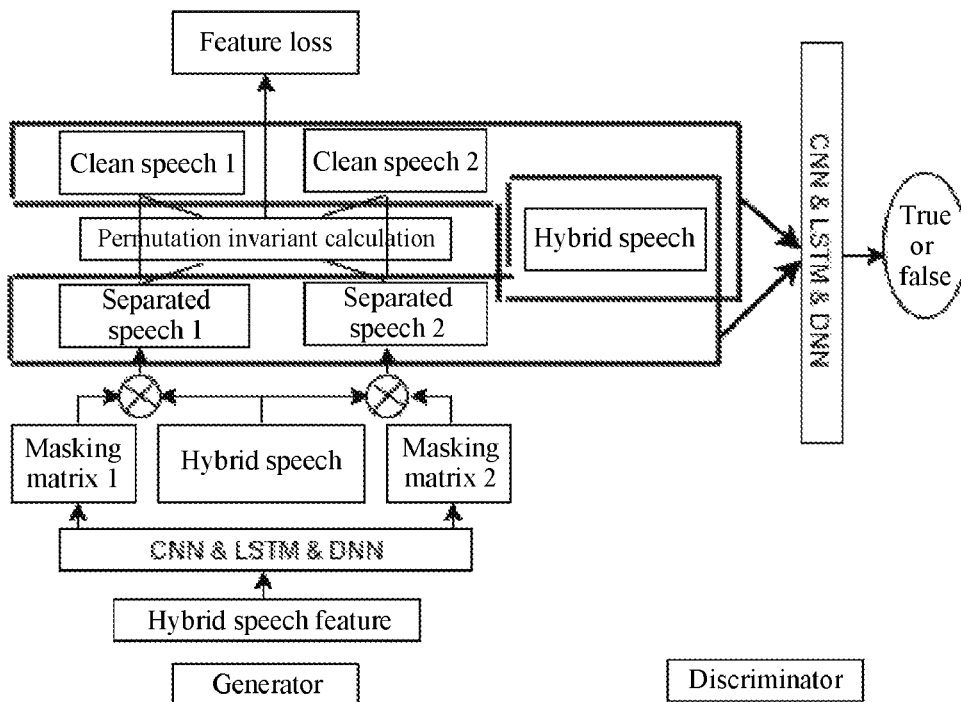 Feature loss
Clean speech 1
Clean speech 2
Permutation invariant calculation
Hybrid speech
Separated
speech 1
Separated
speech 2
Masking
matrix 1
Hybrid speech
Masking
matrix 2
CNN & LSTM & DNN
Hybrid speech feature
Generator
CNN & LSTM & DNN
True
or
false
Discriminator